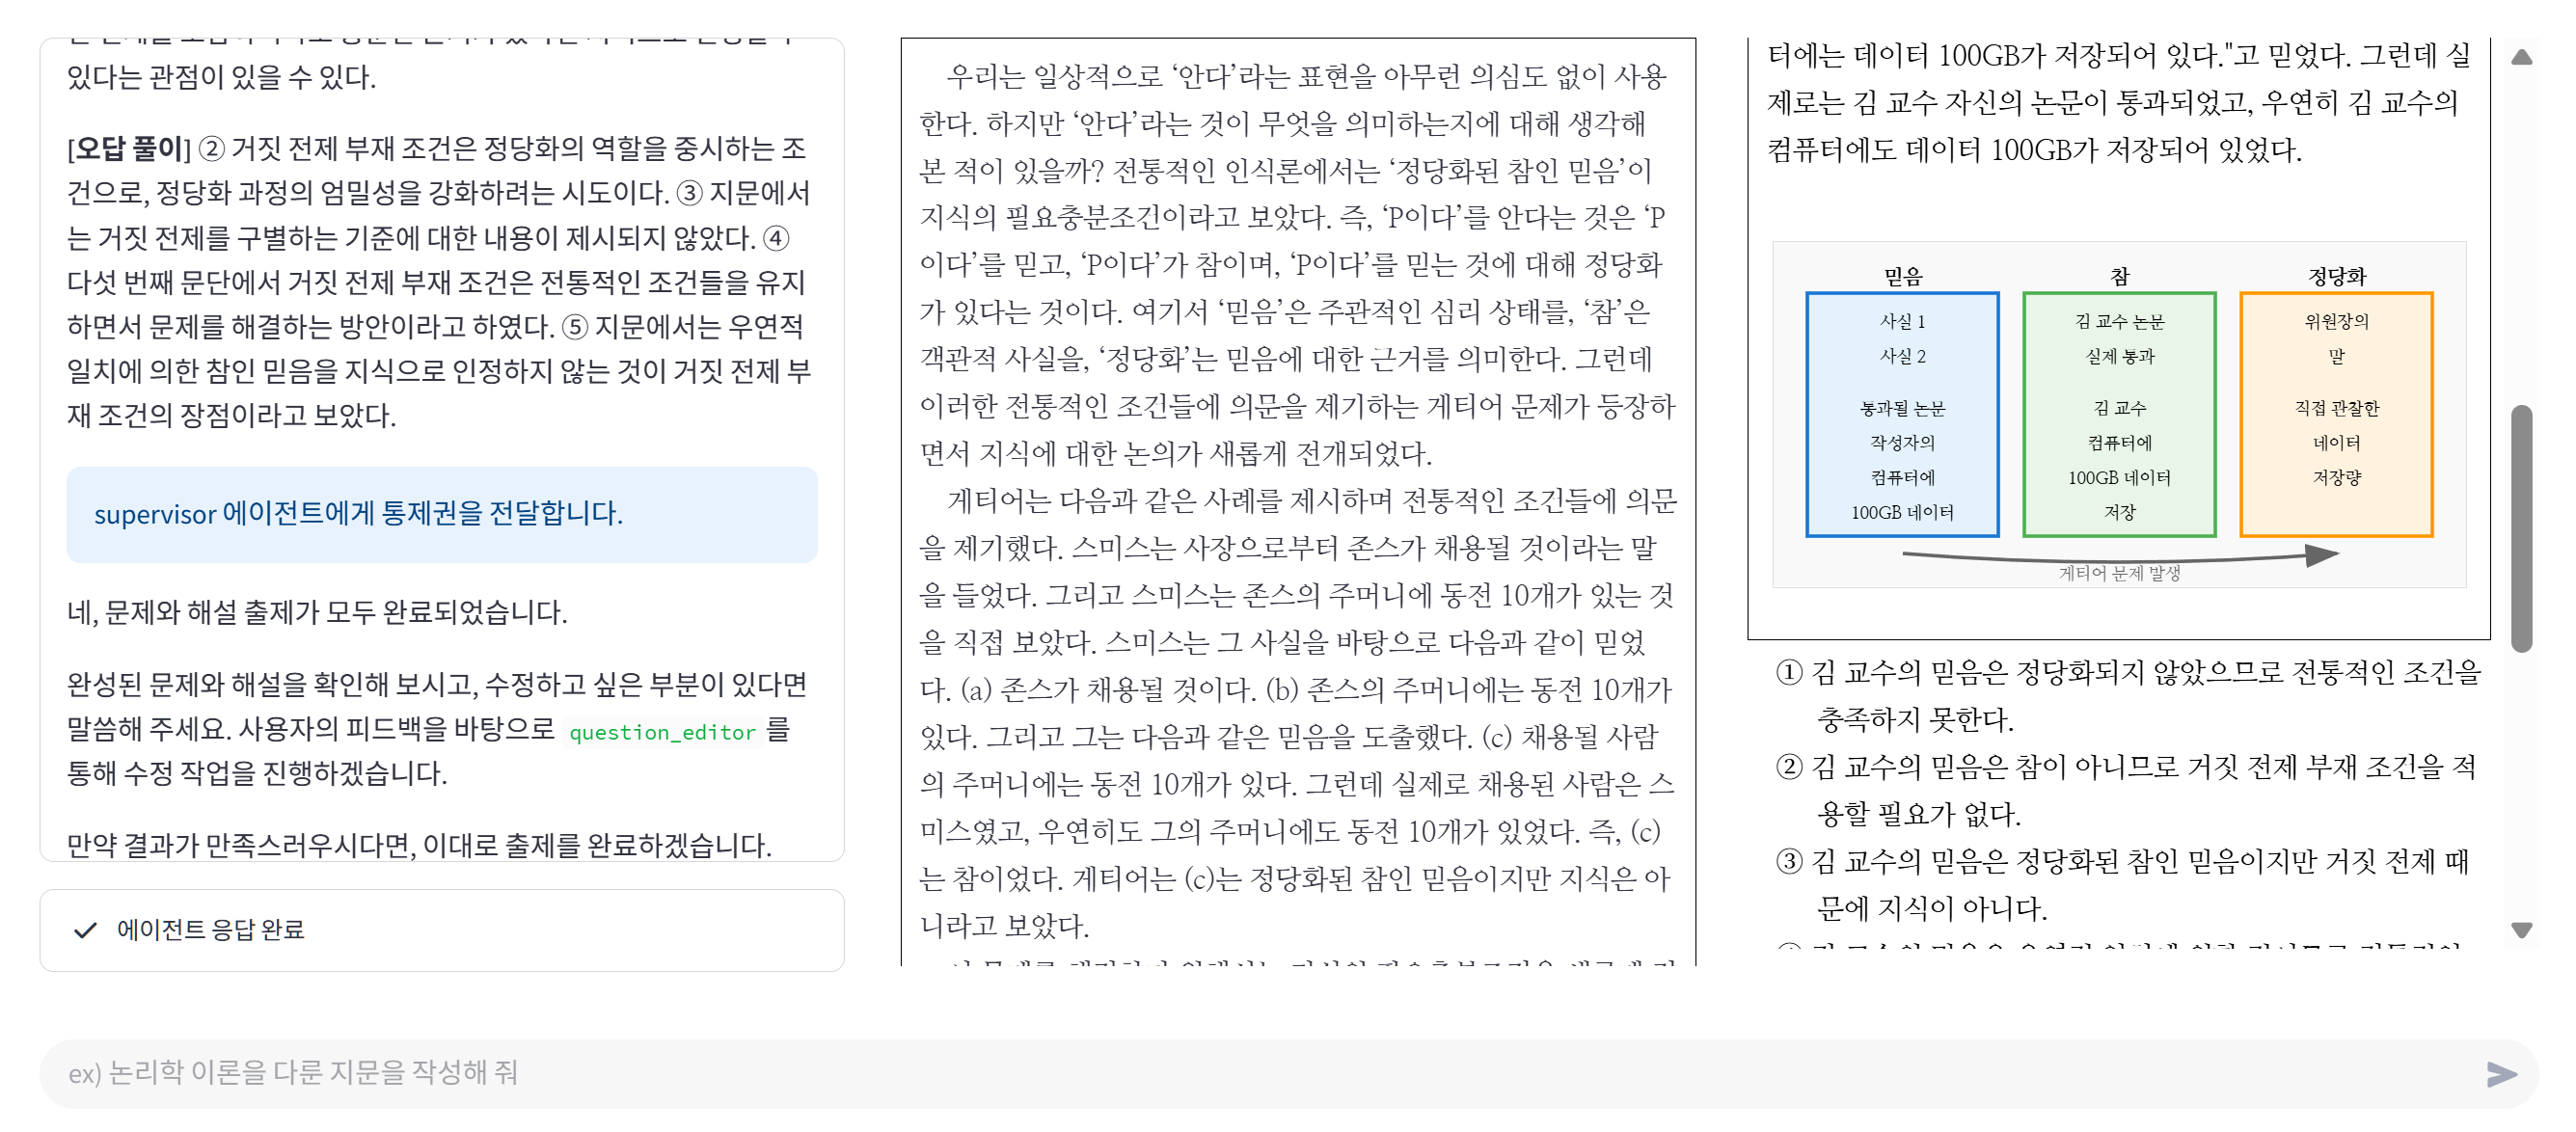 있다는 관점이 있을 수 있다.
[오답 풀이] ② 거짓 전제 부재 조건은 정당화의 역할을 중시하는 조
건으로, 정당화 과정의 엄밀성을 강화하려는 시도이다. ③ 지문에서
는 거짓 전제를 구별하는 기준에 대한 내용이 제시되지 않았다. ④
다섯 번째 문단에서 거짓 전제 부재 조건은 전통적인 조건들을 유지
하면서 문제를 해결하는 방안이라고 하였다. ⑤ 지문에서는 우연적
일치에 의한 참인 믿음을 지식으로 인정하지 않는 것이 거짓 전제 부
재 조건의 장점이라고 보았다.
supervisor 에이전트에게 통제권을 전달합니다.
네, 문제와 해설 출제가 모두 완료되었습니다.
완성된 문제와 해설을 확인해 보시고, 수정하고 싶은 부분이 있다면
말씀해 주세요. 사용자의 피드백을 바탕으로 question_editor 를
통해 수정 작업을 진행하겠습니다.
만약 결과가 만족스러우시다면, 이대로 출제를 완료하겠습니다.
에이전트 응답 완료
우리는 일상적으로 ‘안다’라는 표현을 아무런 의심도 없이 사용
한다. 하지만 ‘안다’라는 것이 무엇을 의미하는지에 대해 생각해
본 적이 있을까? 전통적인 인식론에서는 ‘정당화된 참인 믿음’이
지식의 필요충분조건이라고 보았다. 즉, ‘P이다’를 안다는 것은 ‘P
이다’를 믿고, ‘P이다’가 참이며, ‘P이다’를 믿는 것에 대해 정당화
가 있다는 것이다. 여기서 ‘믿음’은 주관적인 심리 상태를, ‘참’은
객관적 사실을, ‘정당화’는 믿음에 대한 근거를 의미한다. 그런데
이러한 전통적인 조건들에 의문을 제기하는 게티어 문제가 등장하
면서 지식에 대한 논의가 새롭게 전개되었다.
게티어는 다음과 같은 사례를 제시하며 전통적인 조건들에 의문
을 제기했다. 스미스는 사장으로부터 존스가 채용될 것이라는 말
을 들었다. 그리고 스미스는 존스의 주머니에 동전 10개가 있는 것
을 직접 보았다. 스미스는 그 사실을 바탕으로 다음과 같이 믿었
다. (a) 존스가 채용될 것이다. (b) 존스의 주머니에는 동전 10개가
있다. 그리고 그는 다음과 같은 믿음을 도출했다. (c) 채용될 사람
의 주머니에는 동전 10개가 있다. 그런데 실제로 채용된 사람은 스
미스였고, 우연히도 그의 주머니에도 동전 10개가 있었다. 즉, (c)
는 참이었다. 게티어는 (c)는 정당화된 참인 믿음이지만 지식은 아
니라고 보았다.
터에는 데이터 100GB가 저장되어 있다."고 믿었다. 그런데 실
제로는 김 교수 자신의 논문이 통과되었고, 우연히 김 교수의
컴퓨터에도 데이터 100GB가 저장되어 있었다.
믿음
사실 1
사실 2
통과될 논문
작성자의
컴퓨터에
100GB 데이터
참
김 교수 논문
실제 통과
김 교수
컴퓨터에
100GB 데이터
저장
정당화
위원장의
말
직접 관찰한
데이터
저장량
게티어 문제 발생
① 김 교수의 믿음은 정당화되지 않았으므로 전통적인 조건을
충족하지 못한다.
② 김 교수의 믿음은 참이 아니므로 거짓 전제 부재 조건을 적
용할 필요가 없다.
③ 김 교수의 믿음은 정당화된 참인 믿음이지만 거짓 전제 때
문에 지식이 아니다.
ex) 논리학 이론을 다룬 지문을 작성해 줘